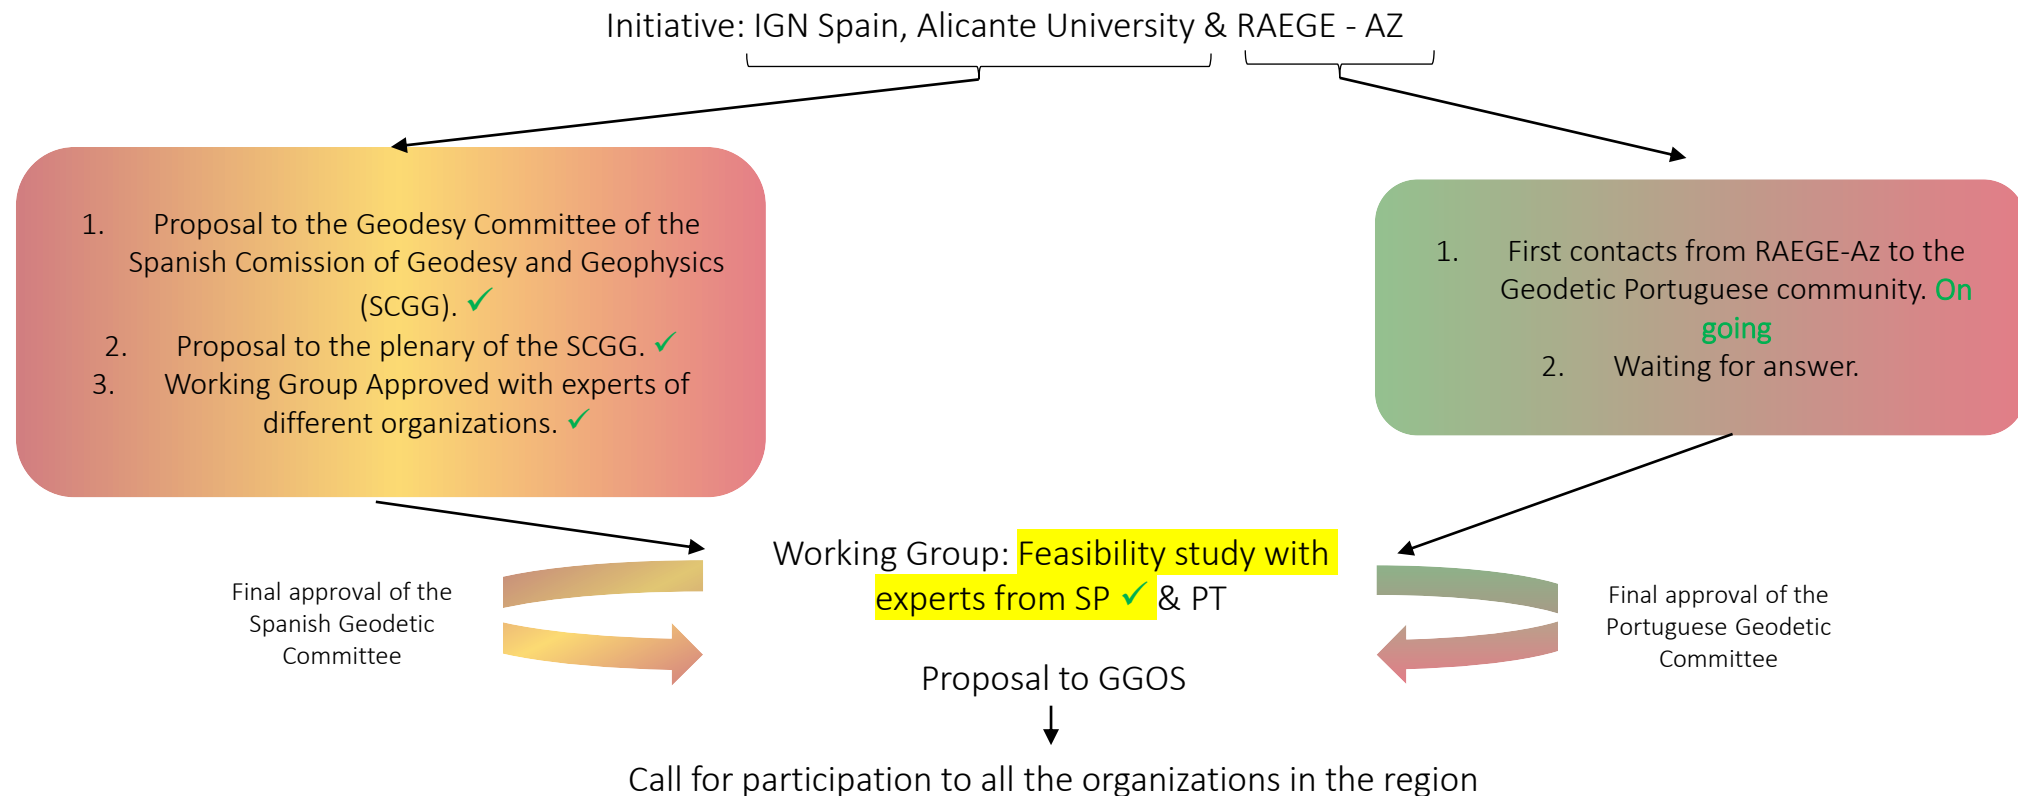 Initiative: IGN Spain, Alicante University & RAEGE - AZ
1. Proposal to the Geodesy Committee of the
Spanish Comission of Geodesy and Geophysics
(SCGG). ✓
2. Proposal to the plenary of the SCGG. ✓
3. Working Group Approved with experts of
different organizations. ✓
1. First contacts from RAEGE-Az to the
Geodetic Portuguese community. On
going
2. Waiting for answer.
Working Group: Feasibility study with
experts from SP ✓ & PT
Final approval of the
Spanish Geodetic
Committee
Final approval of the
Portuguese Geodetic
Committee
Proposal to GGOS
Call for participation to all the organizations in the region